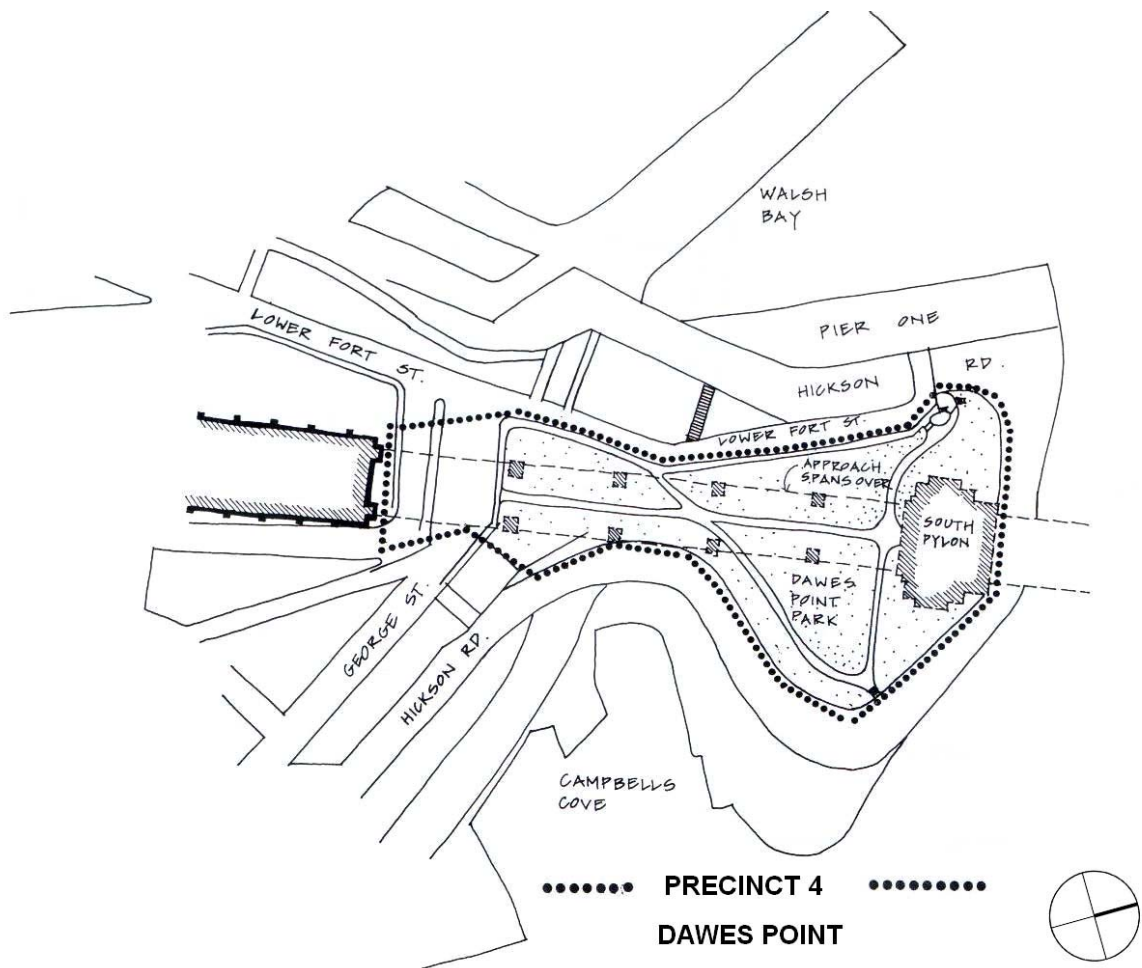 WALSH
BAY
LOWER FORT
ST.
PIER ONE
HICKSON
RD.
LOWER FORT ST.
APPROACH
SPANS OVER
SOUTH
PYLON
DAWES
POINT
PARK
GEORGE ST.
HICKSON RD.
CAMPBELLS
COVE
PRECINCT 4
DAWES POINT